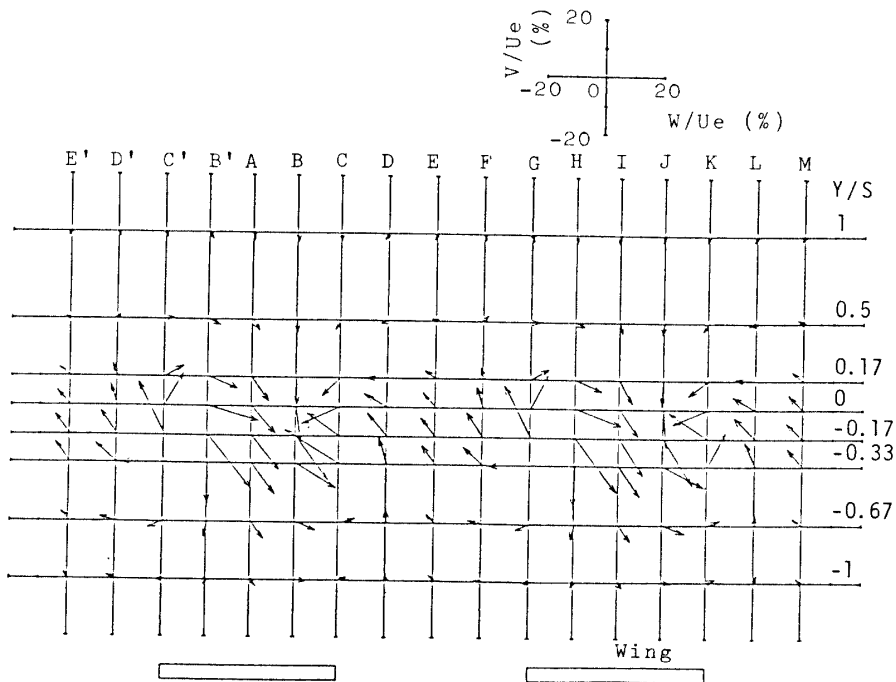 20
V/Ue (%)
-20 0 20
W/Ue (%)
-20
E' D' C' B' A B C D E F G H I J K L M
Y/S
1
0.5
0.17
0
-0.17
-0.33
-0.67
-1
Wing